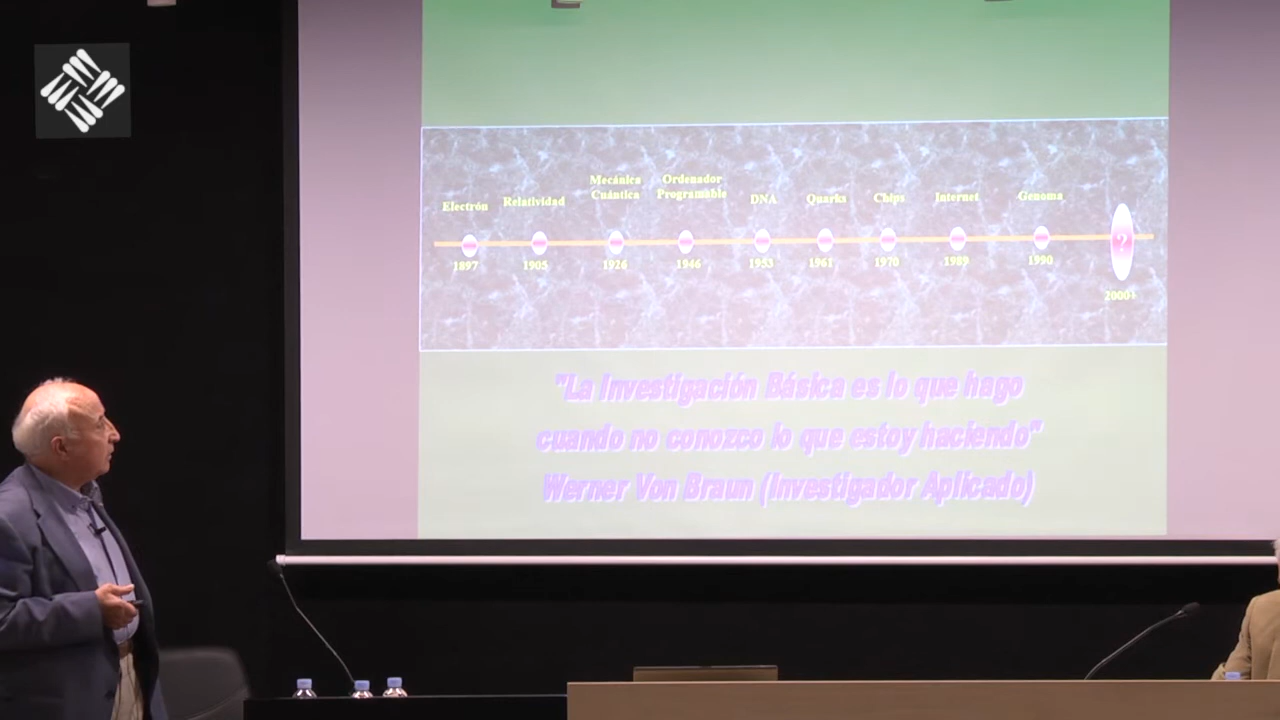 Electrón
Relatividad
Mecánica
Cuántica
Ordenador
Programable
DNA
Quarks
Chips
Internet
Genoma
?
1897
1905
1926
1946
1953
1961
1970
1989
1990
2000+
"La Investigación Básica es lo que hago
cuando no conozco lo que estoy haciendo"
Werner Von Braun (Investigador Aplicado)